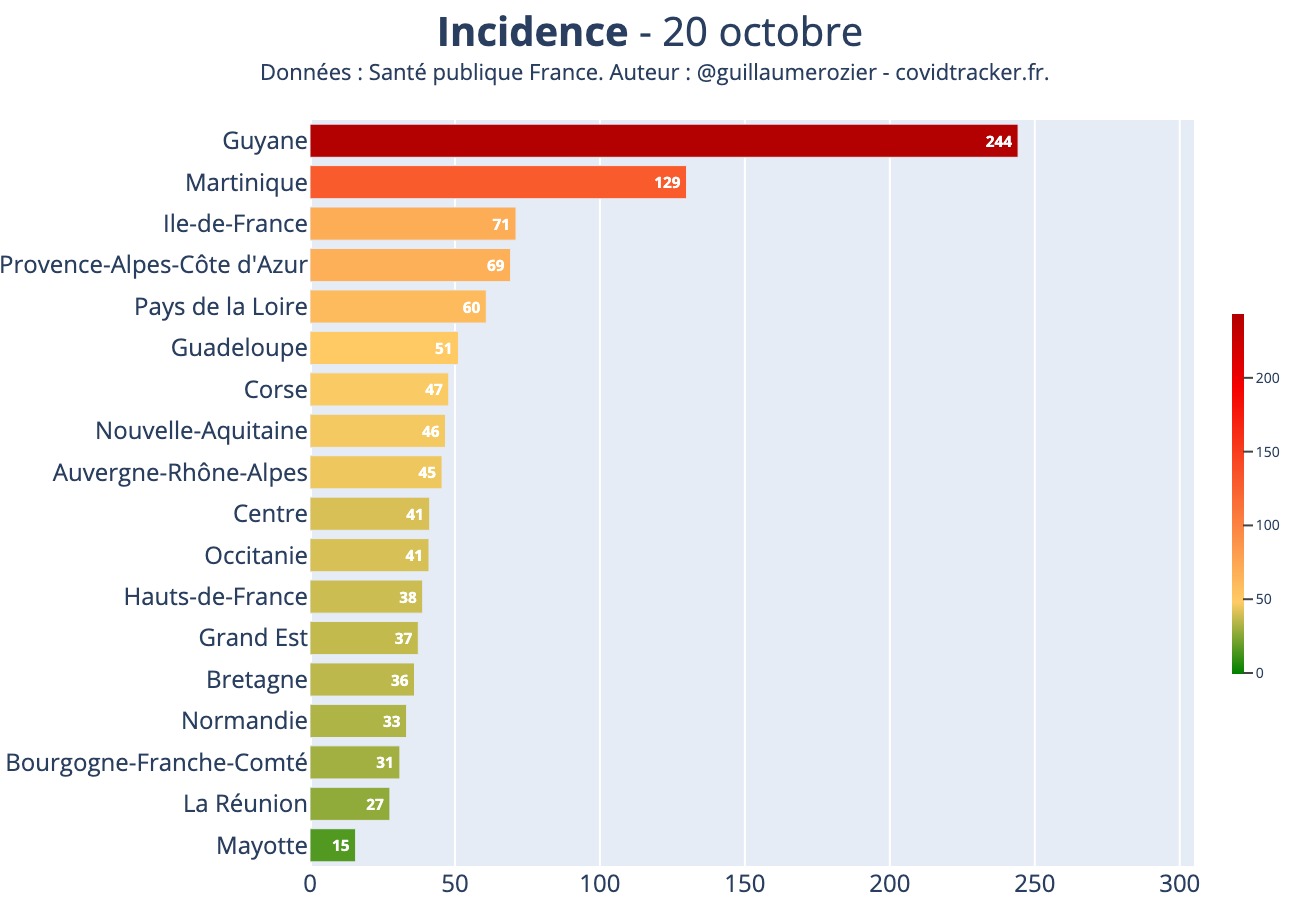 Incidence - 20 octobre
Données : Santé publique France. Auteur : @guillaumerozier - covidtracker.fr.
Guyane 244
Martinique 129
Ile-de-France 71
Provence-Alpes-Côte d'Azur 69
Pays de la Loire 60
Guadeloupe 51
Corse 47
Nouvelle-Aquitaine 46
Auvergne-Rhône-Alpes 45
Centre 41
Occitanie 41
Hauts-de-France 38
Grand Est 37
Bretagne 36
Normandie 33
Bourgogne-Franche-Comté 31
La Réunion 27
Mayotte 15
0 50 100 150 200 250 300
200
150
100
50
0